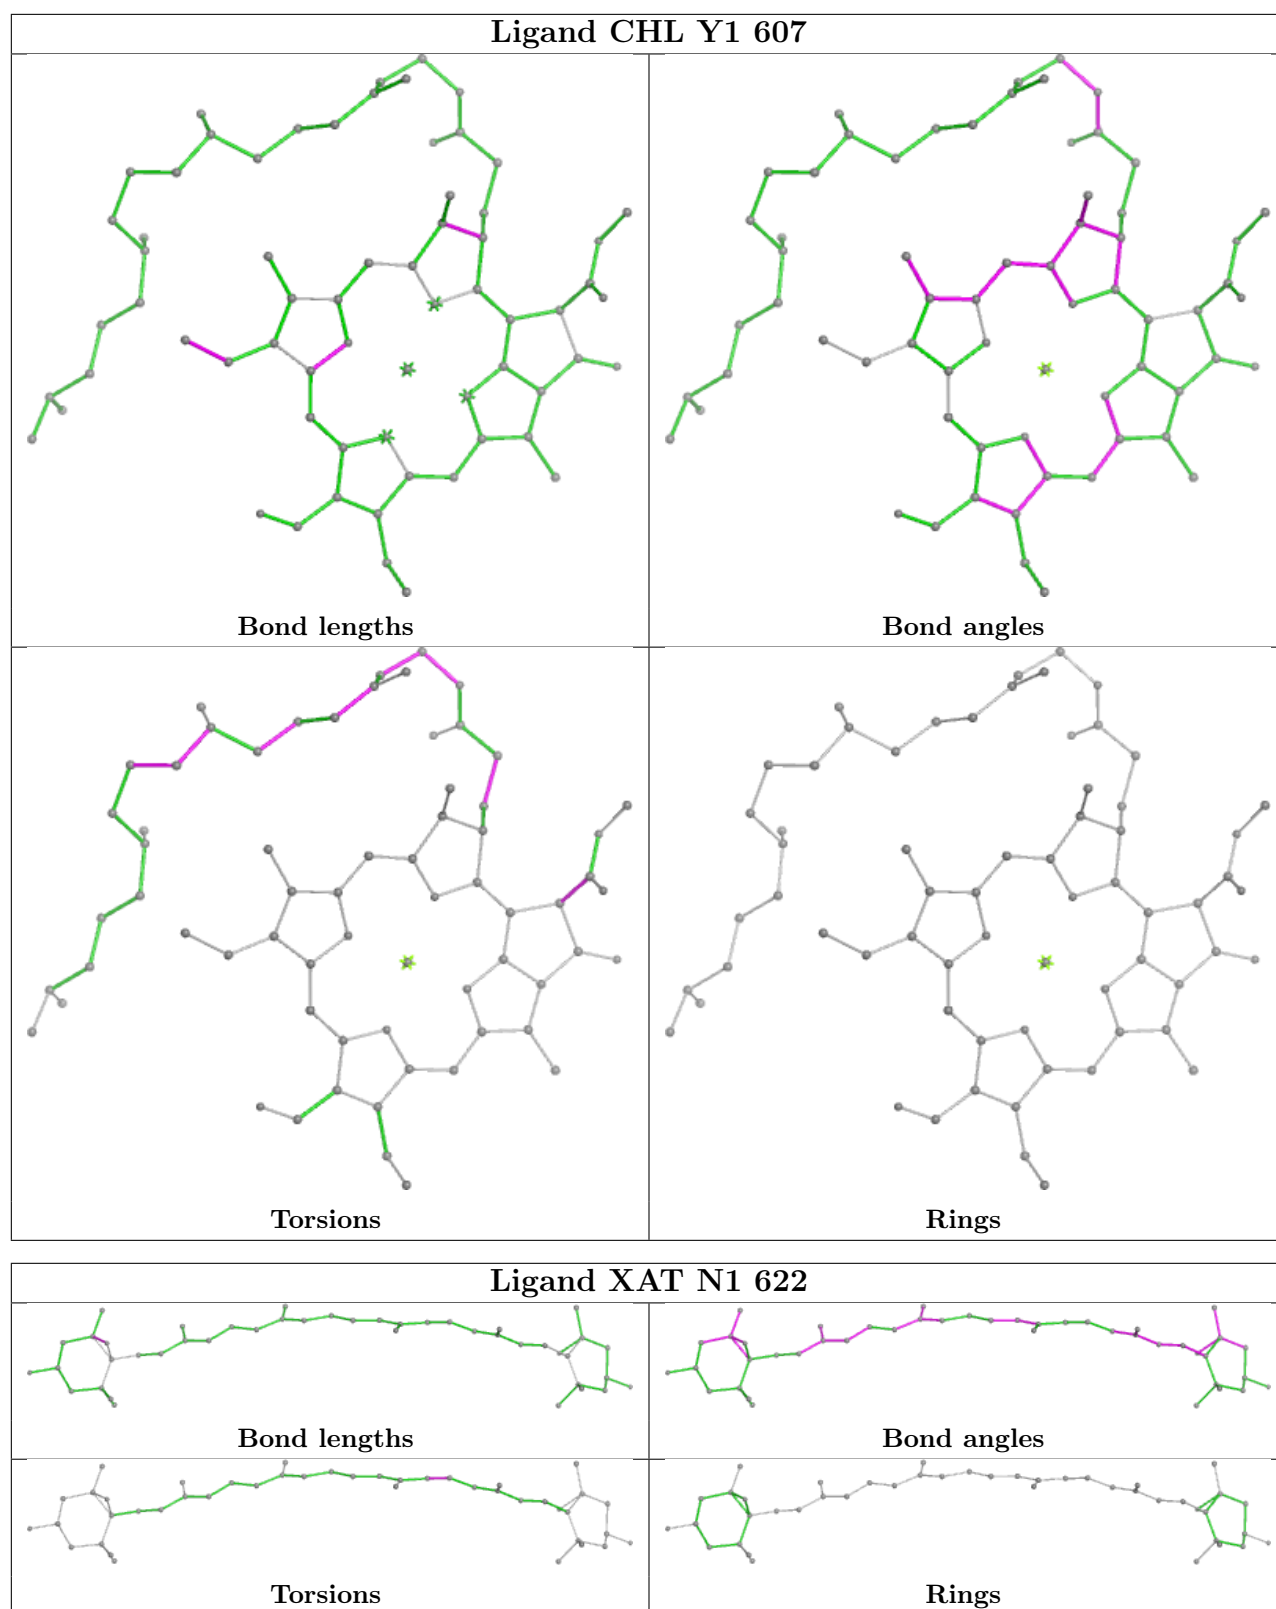 Ligand CHL Y1 607
Bond lengths
Bond angles
Torsions
Rings
Ligand XAT N1 622
Bond lengths
Bond angles
Torsions
Rings